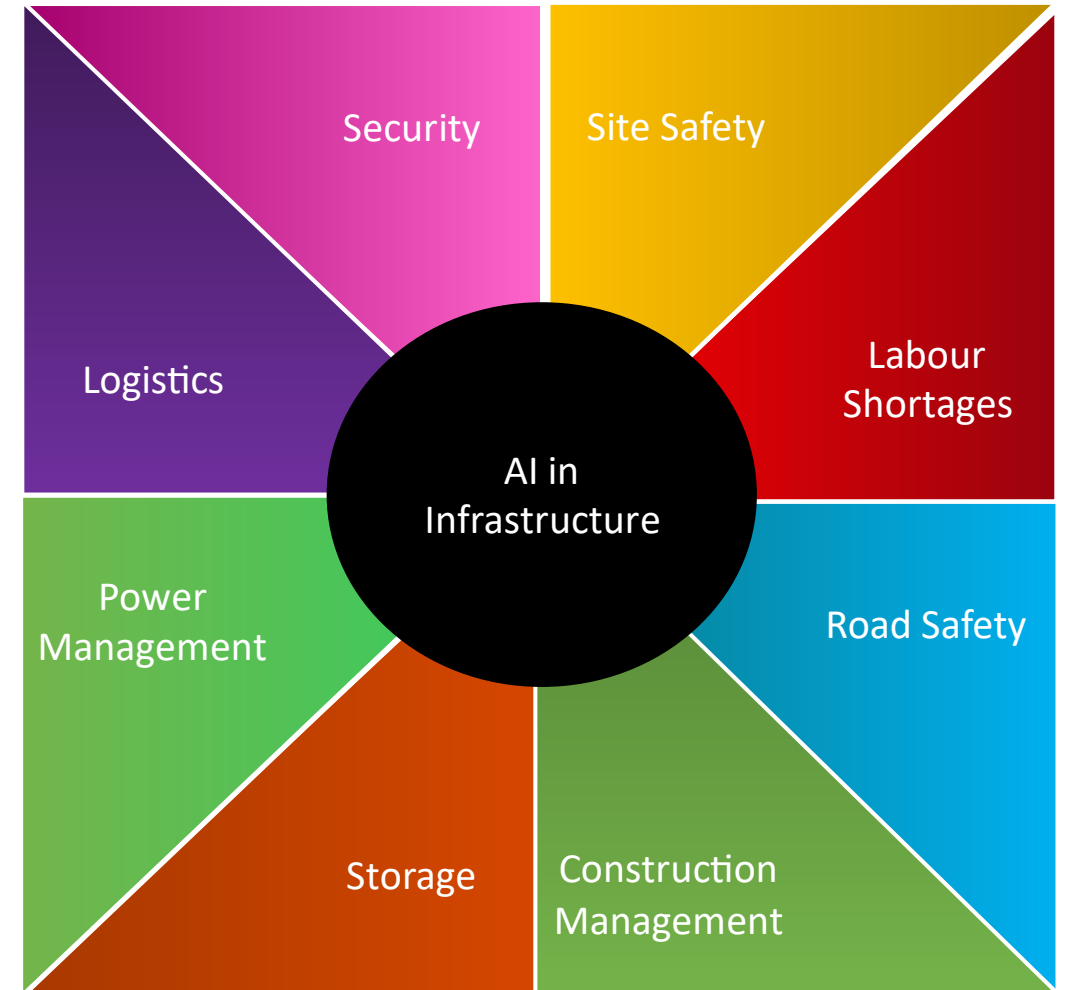 Security
Site Safety
Labour
Shortages
Logistics
AI in
Infrastructure
Power
Management
Road Safety
Storage
Construction
Management